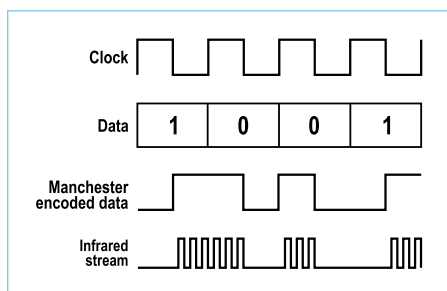 Clock
Data
1 0 0 1
Manchester
encoded data
Infrared
stream